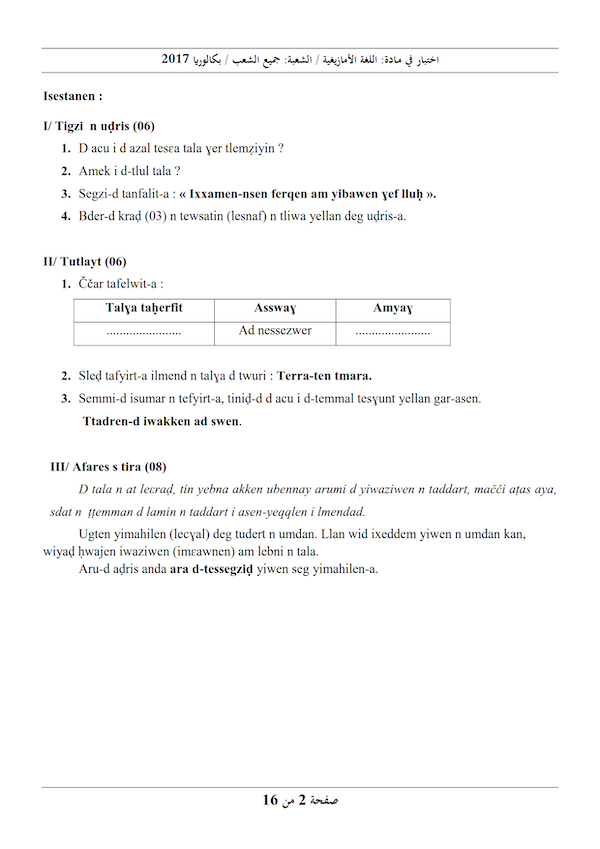 اختبار في مادة: اللغة الأمازيغية / الشعبة: جميع الشعب / بكالوريا 2017
Isestanen :
I/ Tigzi n uḍris (06)
1. D acu i d azal tesɛa tala ɣer tlemẓiyin ?
2. Amek i d-tlul tala ?
3. Segzi-d tanfalit-a : « Ixxamen-nsen ferqen am yibawen ɣef lluḥ ».
4. Bder-d kraḍ (03) n tewsatin (lesnaf) n tliwa yellan deg uḍris-a.
II/ Tutlayt (06)
1. Ččar tafelwit-a :
Talɣa taḥerfit Asswaɣ Amyaɣ
....................... Ad nessezwer .......................
2. Sleḍ tafyirt-a ilmend n talɣa d twuri : Terra-ten tmara.
3. Semmi-d isumar n tefyirt-a, tiniḍ-d d acu i d-temmal tesɣunt yellan gar-asen.
Ttadren-d iwakken ad swen.
III/ Afares s tira (08)
D tala n at leɛraḍ, tin yebna akken ubennay arumi d yiwaziwen n taddart, mačči aṭas aya,
sdat n ṭṭemman d lamin n taddart i asen-yeqqlen i lmendad.
Ugten yimahilen (lecɣal) deg tudert n umdan. Llan wid ixeddem yiwen n umdan kan,
wiyaḍ ḥwajen iwaziwen (imɛawnen) am lebni n tala.
Aru-d aḍris anda ara d-tessegziḍ yiwen seg yimahilen-a.
صفحة 2 من 16